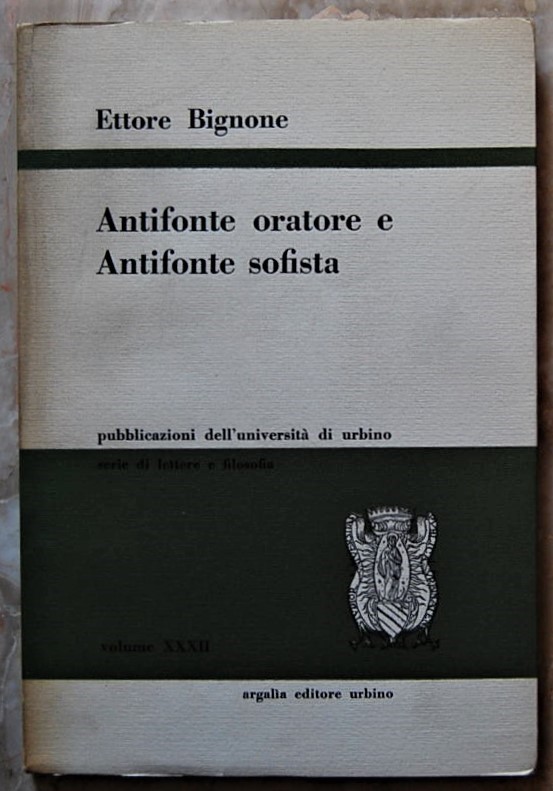 Ettore Bignone
Antifonte oratore e
Antifonte sofista
pubblicazioni dell'università di urbino
serie di lettere e filosofia
volume XXXII
argalìa editore urbino